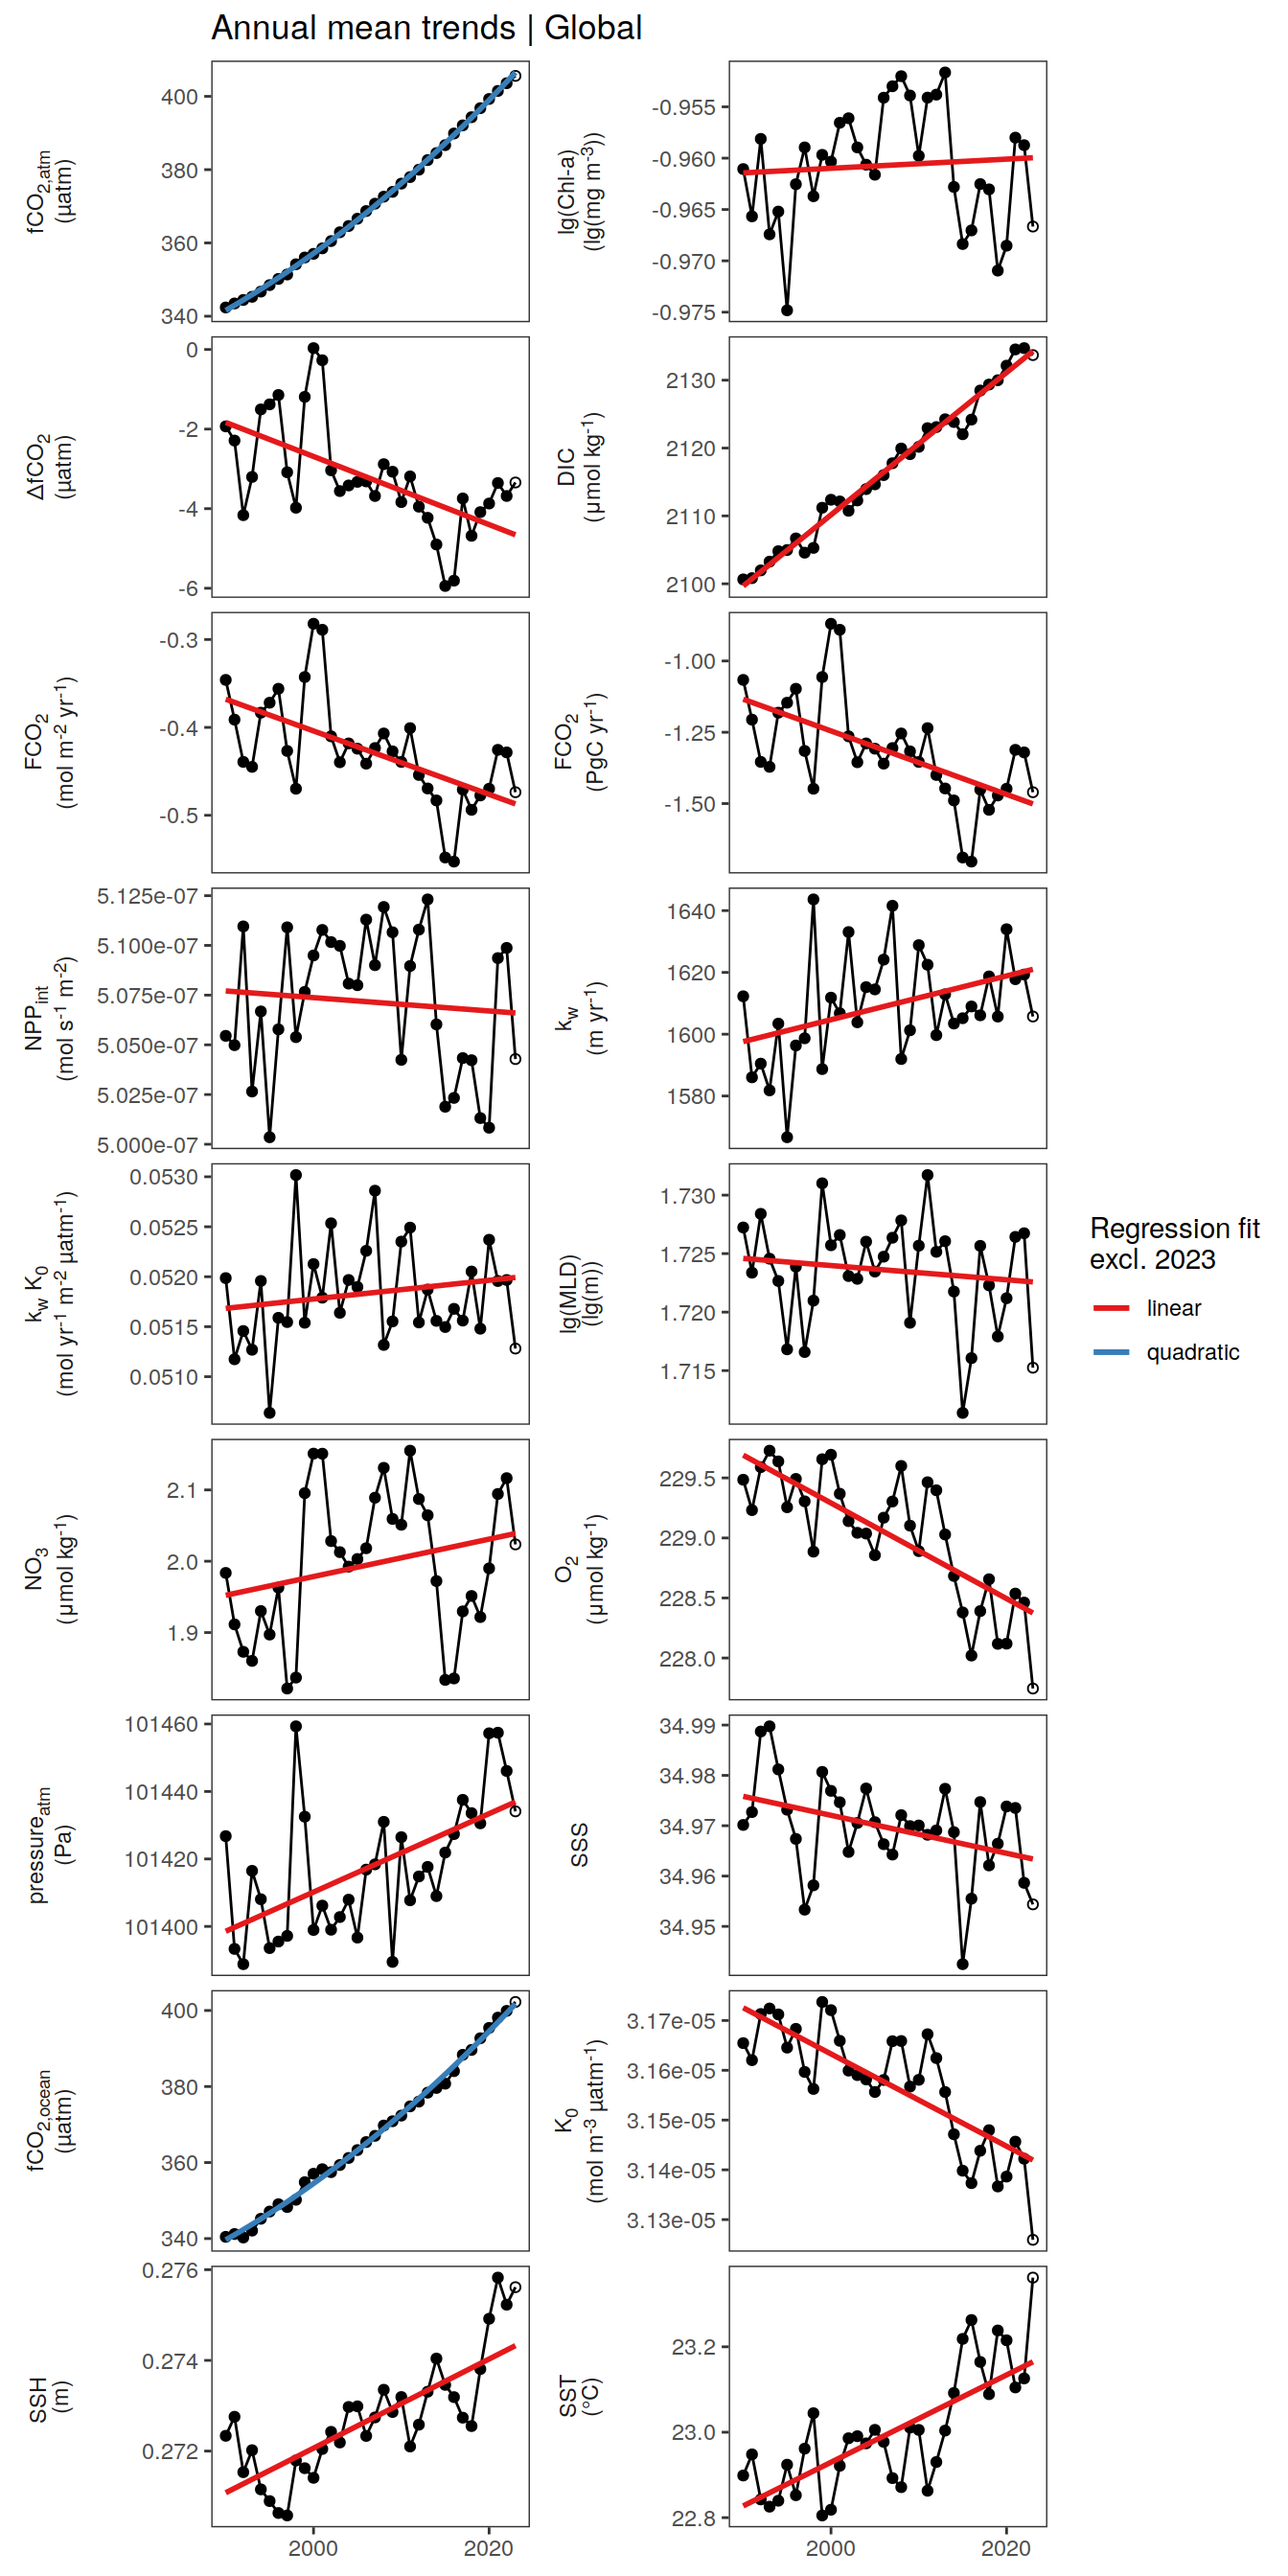 Annual mean trends | Global
fCO2,atm
(µatm)
400
380
360
340
lg(Chl-a)
(lg(mg m-3))
-0.955
-0.960
-0.965
-0.970
-0.975
ΔfCO2
(µatm)
0
-2
-4
-6
DIC
(µmol kg-1)
2130
2120
2110
2100
FCO2
(mol m-2 yr-1)
-0.3
-0.4
-0.5
FCO2
(PgC yr-1)
-1.00
-1.25
-1.50
NPPint
(mol s-1 m-2)
5.125e-07
5.100e-07
5.075e-07
5.050e-07
5.025e-07
5.000e-07
kw
(m yr-1)
1640
1620
1600
1580
kw K0
(mol yr-1 m-2 µatm-1)
0.0530
0.0525
0.0520
0.0515
0.0510
lg(MLD)
(lg(m))
1.730
1.725
1.720
1.715
Regression fit
excl. 2023
linear
quadratic
NO3
(µmol kg-1)
2.1
2.0
1.9
O2
(µmol kg-1)
229.5
229.0
228.5
228.0
pressureatm
(Pa)
101460
101440
101420
101400
SSS
34.99
34.98
34.97
34.96
34.95
fCO2,ocean
(µatm)
400
380
360
340
K0
(mol m-3 µatm-1)
3.17e-05
3.16e-05
3.15e-05
3.14e-05
3.13e-05
SSH
(m)
0.276
0.274
0.272
SST
(°C)
23.2
23.0
22.8
2000
2020
2000
2020